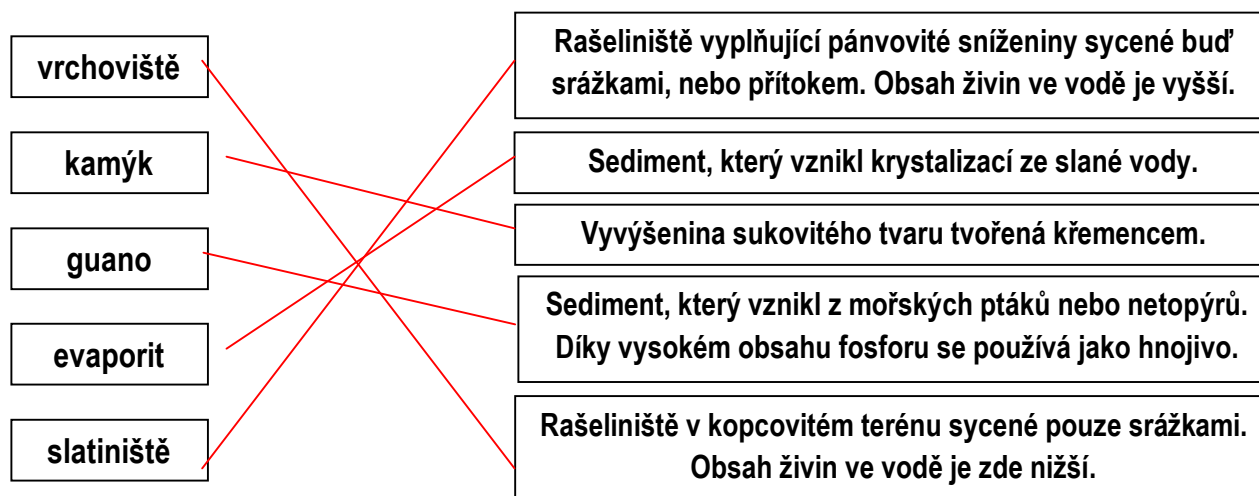 vrchoviště
kamýk
guano
evaporit
slatiniště
Rašeliniště vyplňující pánvovité sníženiny sycené buď
srážkami, nebo přítokem. Obsah živin ve vodě je vyšší.
Sediment, který vznikl krystalizací ze slané vody.
Vyvýšenina sukovitého tvaru tvořená křemencem.
Sediment, který vznikl z mořských ptáků nebo netopýrů.
Díky vysokém obsahu fosforu se používá jako hnojivo.
Rašeliniště v kopcovitém terénu sycené pouze srážkami.
Obsah živin ve vodě je zde nižší.